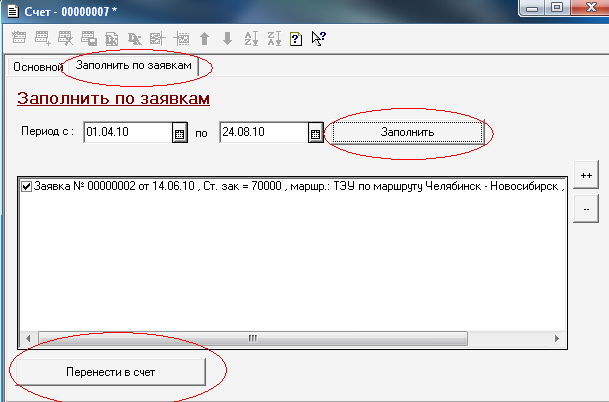 Счет - 00000007 *
Основной Заполнить по заявкам
Заполнить по заявкам
Период с : 01.04.10 по 24.08.10 Заполнить
Заявка № 00000002 от 14.06.10 , Ст. зак = 70000 , маршр.: ТЭУ по маршруту Челябинск - Новосибирск ,
++
--
Перенести в счет